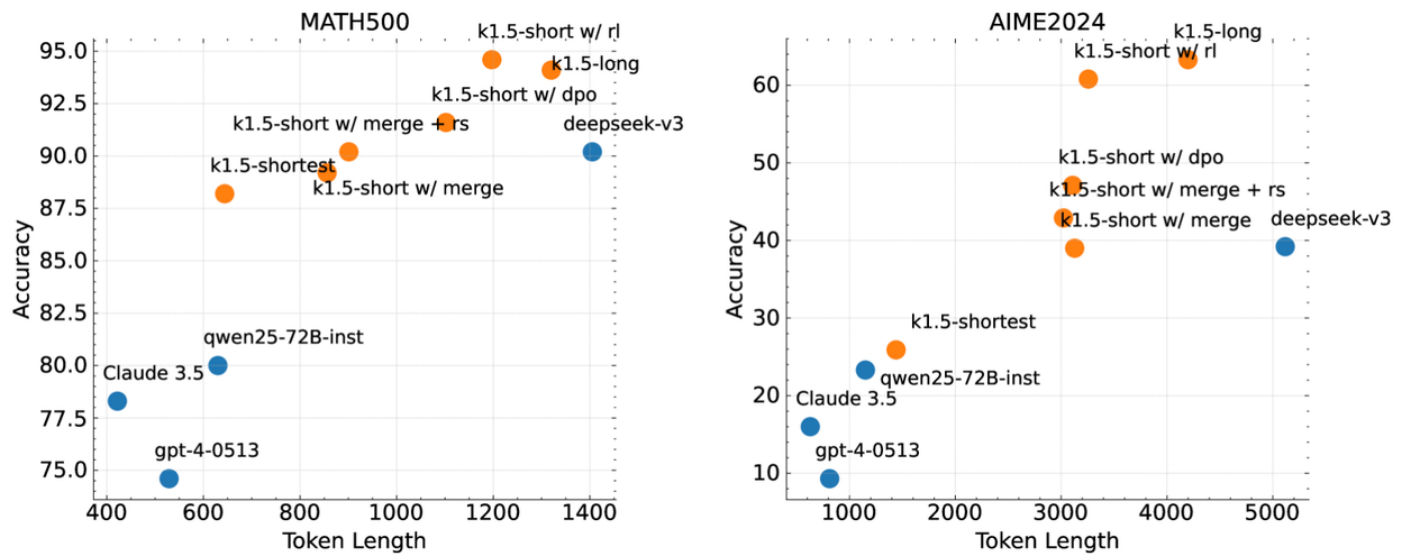 MATH500
k1.5-short w/ rl
k1.5-long
k1.5-short w/ dpo
k1.5-short w/ merge + rs
deepseek-v3
k1.5-shortest
k1.5-short w/ merge
qwen25-72B-inst
Claude 3.5
gpt-4-0513
95.0
92.5
90.0
87.5
85.0
82.5
80.0
77.5
75.0
Accuracy
400 600 800 1000 1200 1400
Token Length
AIME2024
k1.5-long
k1.5-short w/ rl
k1.5-short w/ dpo
k1.5-short w/ merge + rs
k1.5-short w/ merge
deepseek-v3
k1.5-shortest
qwen25-72B-inst
Claude 3.5
gpt-4-0513
60
50
40
30
20
10
Accuracy
1000 2000 3000 4000 5000
Token Length